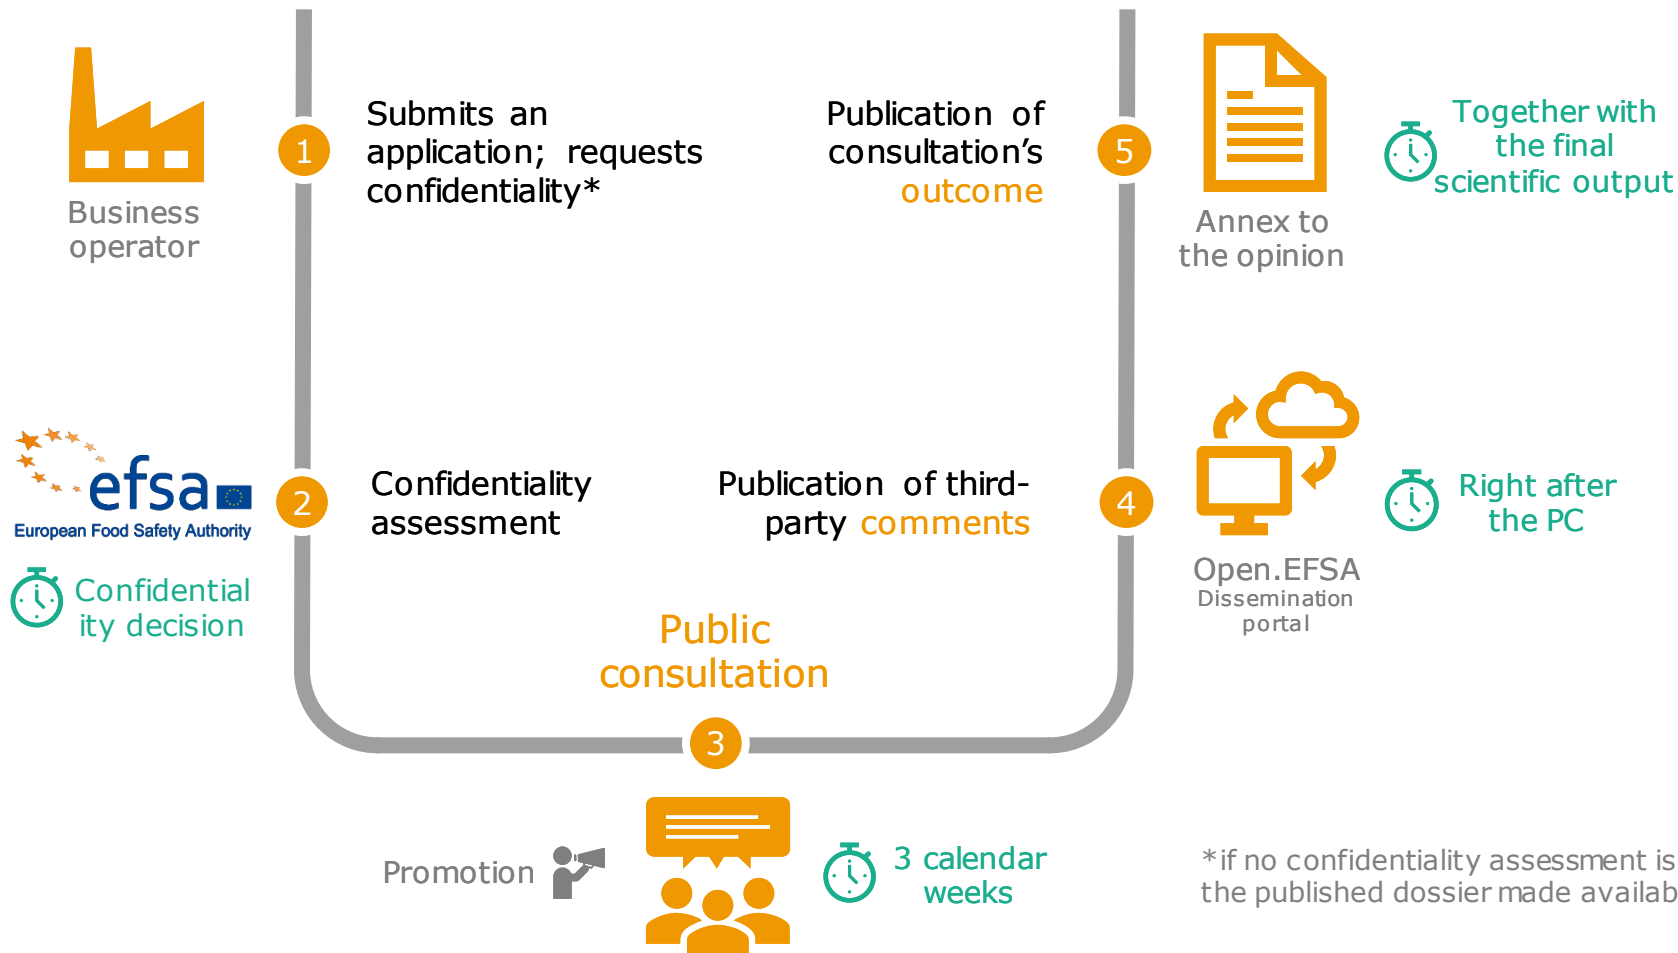 Business
operator
1
Submits an
application; requests
confidentiality*
efsa
European Food Safety Authority
Confidential
ity decision
2
Confidentiality
assessment
Public
consultation
3
Promotion
3 calendar
weeks
Publication of third-
party comments
4
Open.EFSA
Dissemination
portal
Right after
the PC
Publication of
consultation’s
outcome
5
Annex to
the opinion
Together with
the final
scientific output
*if no confidentiality assessment is
the published dossier made availab